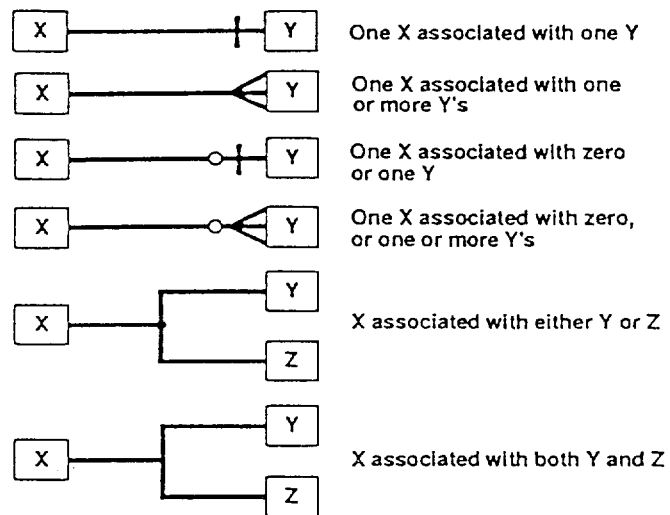 X Y One X associated with one Y
X Y One X associated with one
or more Y's
X Y One X associated with zero
or one Y
X Y One X associated with zero,
or one or more Y's
Y
X X associated with either Y or Z
Z
Y
X X associated with both Y and Z
Z